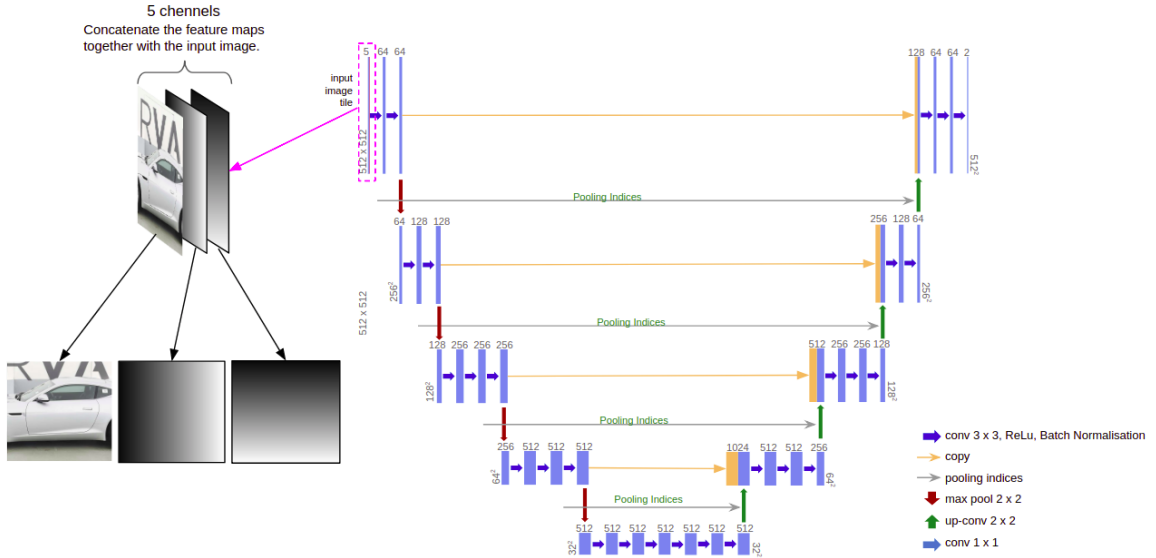 5 channels
Concatenate the feature maps
together with the input image.
input
image
tile
5 64 64
512 x 512
128 64 64 2
512²
RVA
Pooling Indices
64 128 128
256²
256 128 64
256²
512 x 512
Pooling Indices
128 256 256 256
128²
512 256 256 128
128²
RVA
Pooling Indices
256 512 512 512
64²
1024 512 512 256
64²
Pooling Indices
512 512 512 512 512 512 512
32²
32²
conv 3 x 3, ReLu, Batch Normalisation
copy
pooling indices
max pool 2 x 2
up-conv 2 x 2
conv 1 x 1